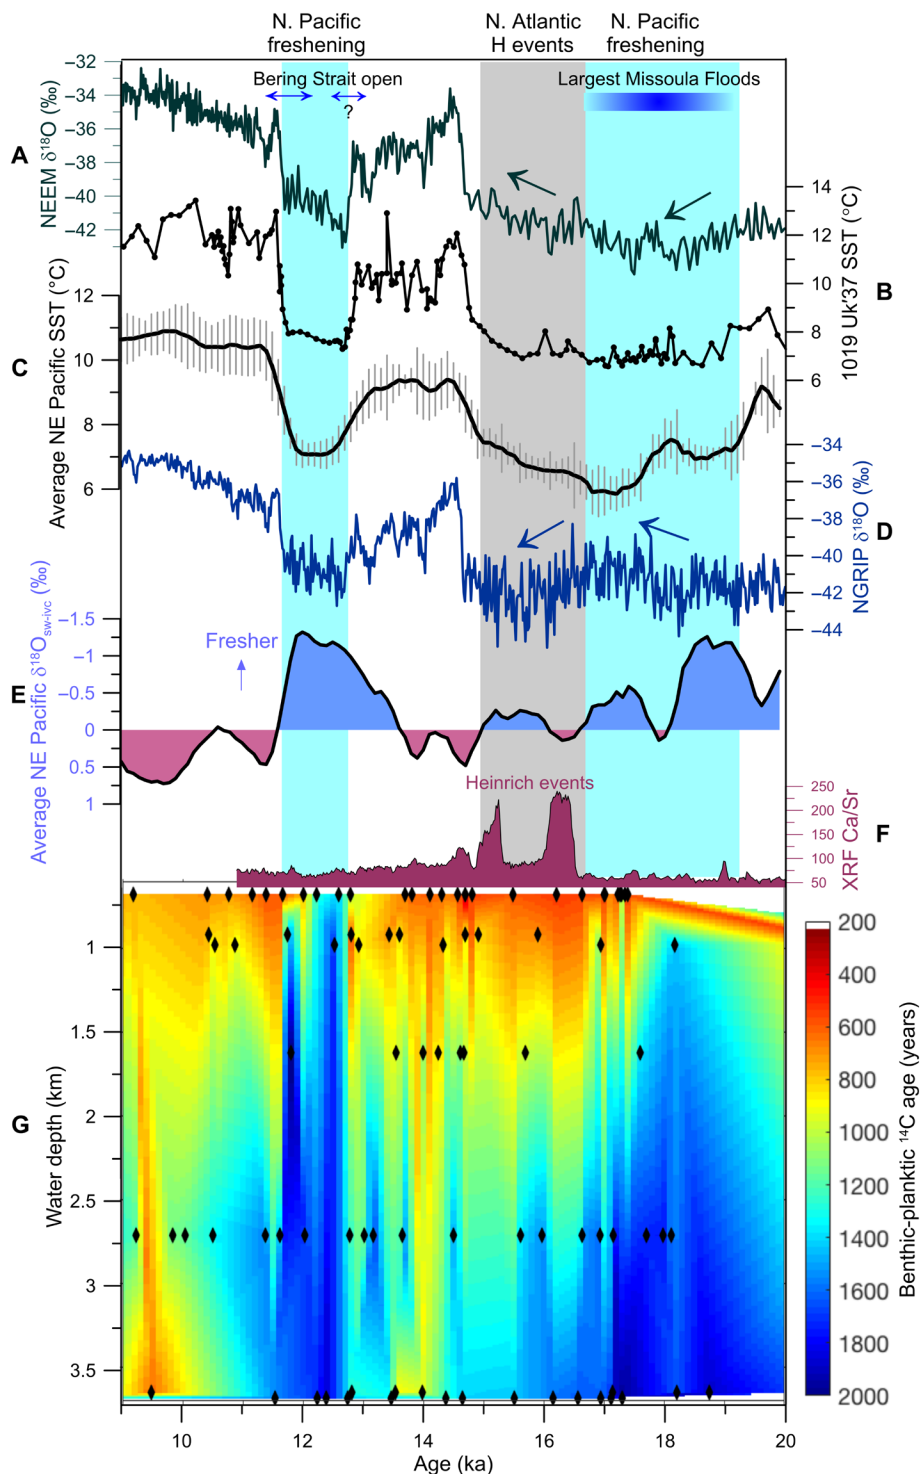 N. Pacific
freshening
N. Atlantic
H events
N. Pacific
freshening
Bering Strait open
?
Largest Missoula Floods
A
NEEM δ¹⁸O (‰)
−32
−34
−36
−38
−40
−42
B
1019 Uk′37 SST (°C)
14
12
10
8
6
C
Average NE Pacific SST (°C)
12
10
8
6
D
NGRIP δ¹⁸O (‰)
−34
−36
−38
−40
−42
−44
E
Average NE Pacific δ¹⁸Osw-ivc (‰)
−1.5
−1
−0.5
0
0.5
1
Fresher
Heinrich events
F
XRF Ca/Sr
250
200
150
100
50
G
Water depth (km)
1
1.5
2
2.5
3
3.5
200
400
600
800
1000
1200
1400
1600
1800
2000
Benthic-planktic ¹⁴C age (years)
10
12
14
16
18
20
Age (ka)